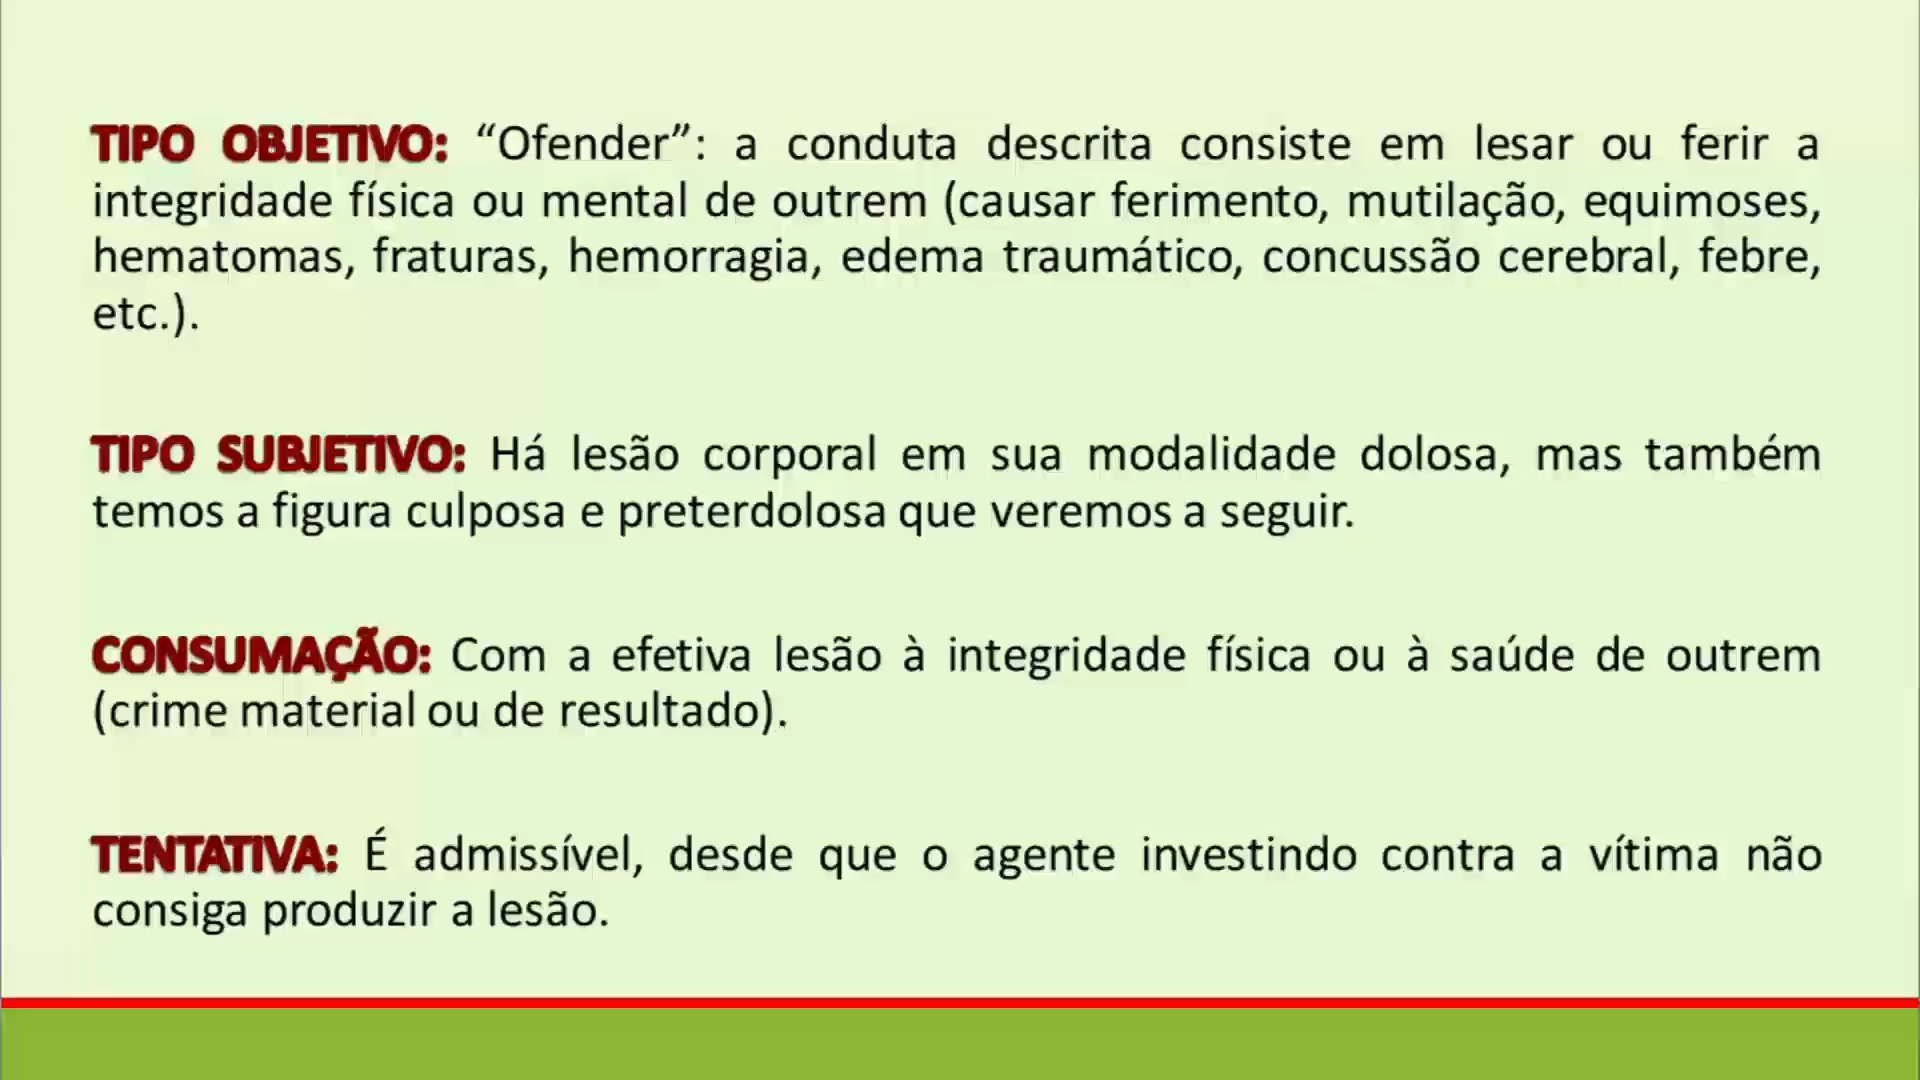 TIPO OBJETIVO: “Ofender”: a conduta descrita consiste em lesar ou ferir a
integridade física ou mental de outrem (causar ferimento, mutilação, equimoses,
hematomas, fraturas, hemorragia, edema traumático, concussão cerebral, febre,
etc.).
TIPO SUBJETIVO: Há lesão corporal em sua modalidade dolosa, mas também
temos a figura culposa e preterdolosa que veremos a seguir.
CONSUMAÇÃO: Com a efetiva lesão à integridade física ou à saúde de outrem
(crime material ou de resultado).
TENTATIVA: É admissível, desde que o agente investindo contra a vítima não
consiga produzir a lesão.